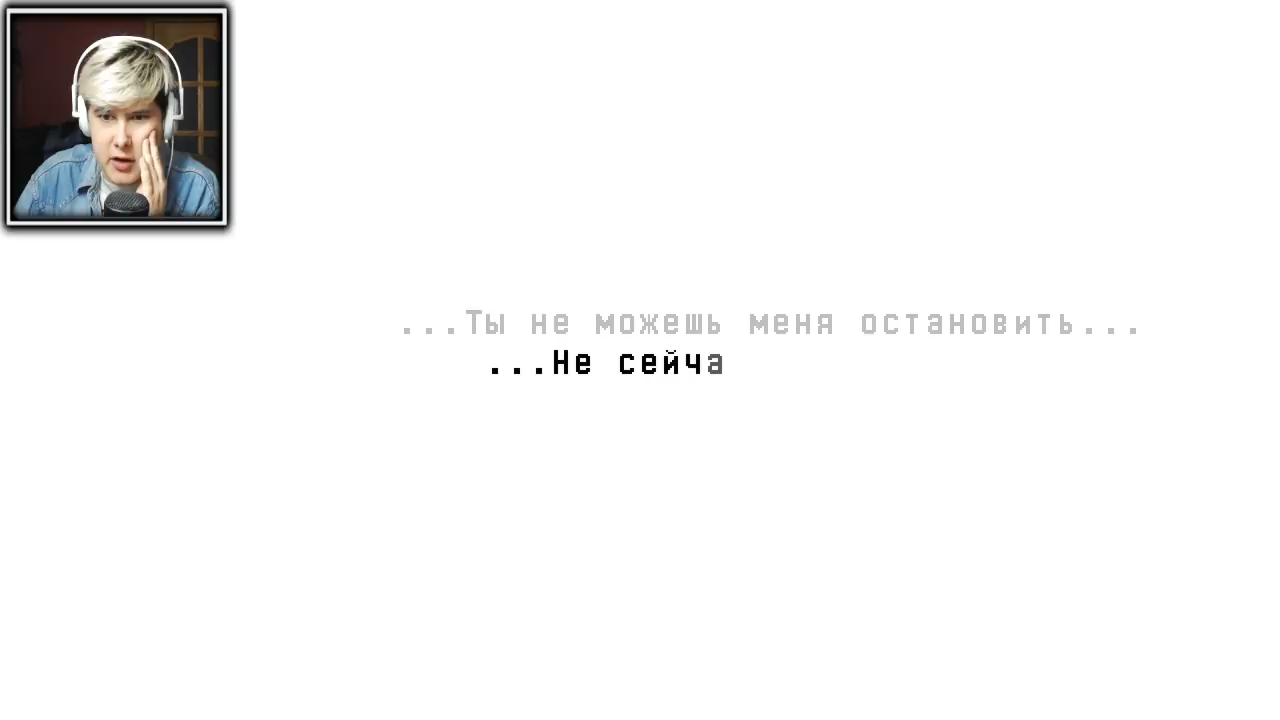 ...Ты не можешь меня остановить...
...Не сейча